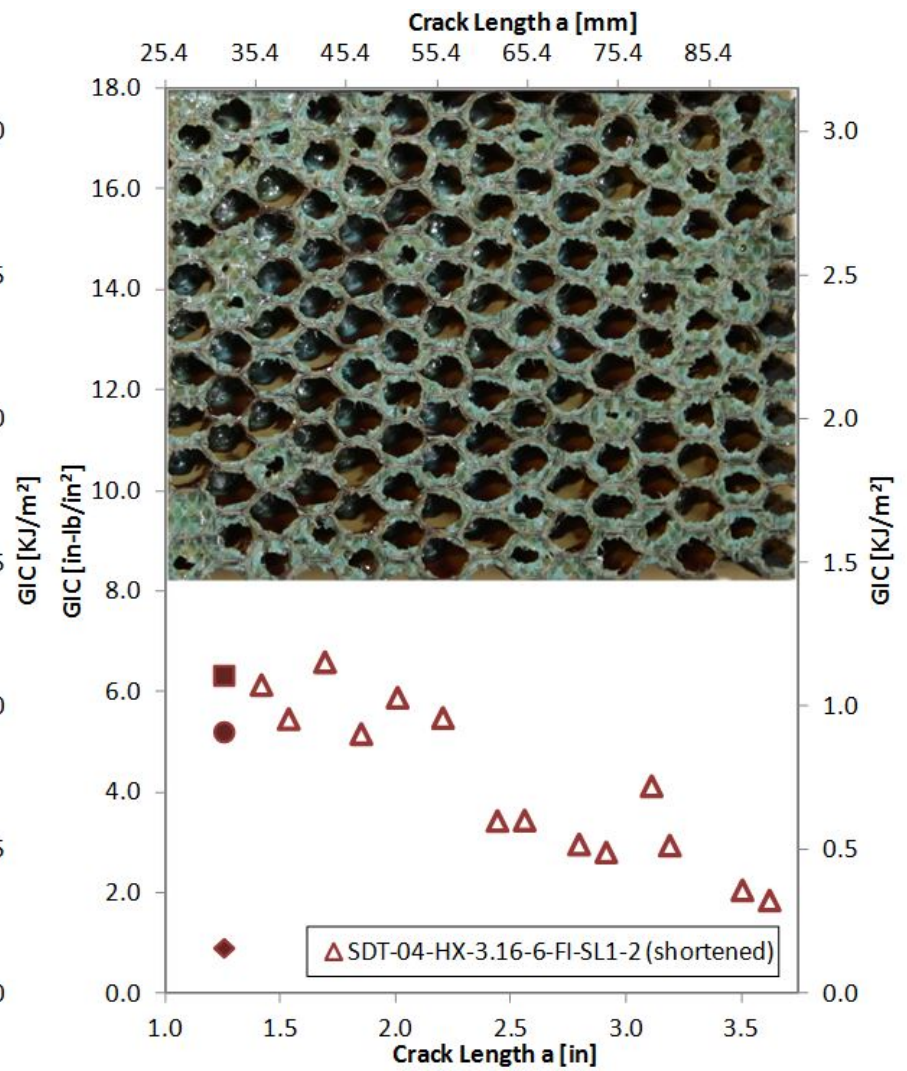 Crack Length a [mm]
25.4 35.4 45.4 55.4 65.4 75.4 85.4
18.0
16.0
14.0
12.0
10.0
8.0
6.0
4.0
2.0
0.0
GIC [KJ/m²]
GIC [in-lb/in²]
3.0
2.5
2.0
1.5
1.0
0.5
0.0
GIC [KJ/m²]
SDT-04-HX-3.16-6-FI-SL1-2 (shortened)
1.0 1.5 2.0 2.5 3.0 3.5
Crack Length a [in]